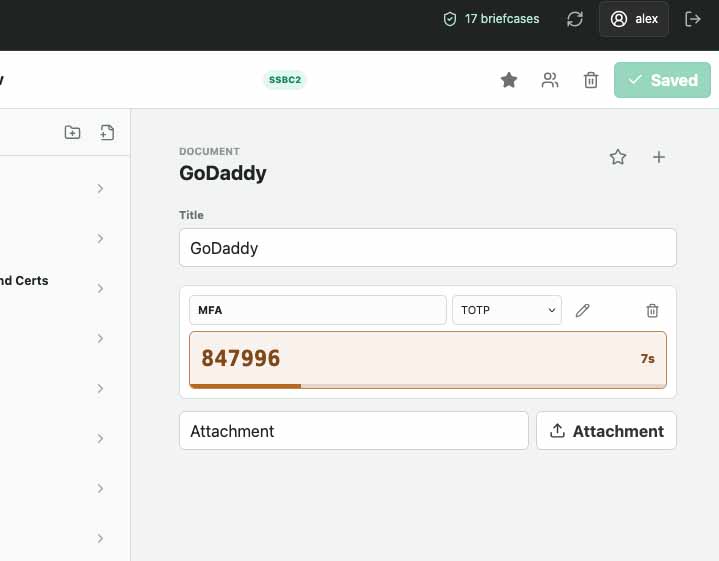 17 briefcases
alex
SSBC2
Saved
DOCUMENT
GoDaddy
Title
GoDaddy
nd Certs
MFA
TOTP
847996
7s
Attachment
Attachment